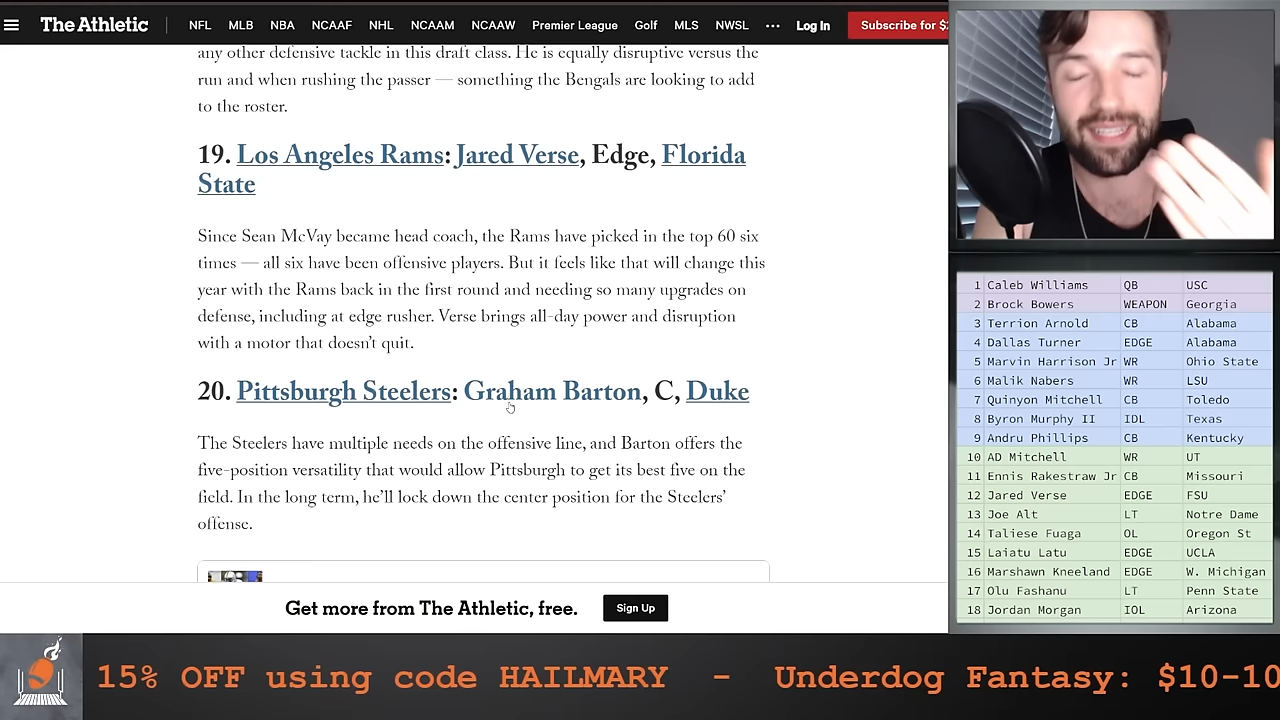 The Athletic NFL MLB NBA NCAAF NHL NCAAM NCAAW Premier League Golf MLS NWSL ••• Log In Subscribe for $
any other defensive tackle in this draft class. He is equally disruptive versus the
run and when rushing the passer — something the Bengals are looking to add
to the roster.
19. Los Angeles Rams: Jared Verse, Edge, Florida
State
Since Sean McVay became head coach, the Rams have picked in the top 60 six
times — all six have been offensive players. But it feels like that will change this
year with the Rams back in the first round and needing so many upgrades on
defense, including at edge rusher. Verse brings all-day power and disruption
with a motor that doesn't quit.
20. Pittsburgh Steelers: Graham Barton, C, Duke
The Steelers have multiple needs on the offensive line, and Barton offers the
five-position versatility that would allow Pittsburgh to get its best five on the
field. In the long term, he'll lock down the center position for the Steelers'
offense.
Get more from The Athletic, free. Sign Up
1 Caleb Williams QB USC
2 Brock Bowers WEAPON Georgia
3 Terrion Arnold CB Alabama
4 Dallas Turner EDGE Alabama
5 Marvin Harrison Jr WR Ohio State
6 Malik Nabers WR LSU
7 Quinyon Mitchell CB Toledo
8 Byron Murphy II IDL Texas
9 Andru Phillips CB Kentucky
10 AD Mitchell WR UT
11 Ennis Rakestraw Jr CB Missouri
12 Jared Verse EDGE FSU
13 Joe Alt LT Notre Dame
14 Taliese Fuaga OL Oregon St
15 Laiatu Latu EDGE UCLA
16 Marshawn Kneeland EDGE W. Michigan
17 Olu Fashanu LT Penn State
18 Jordan Morgan IOL Arizona
15% OFF using code HAILMARY - Underdog Fantasy: $10-10